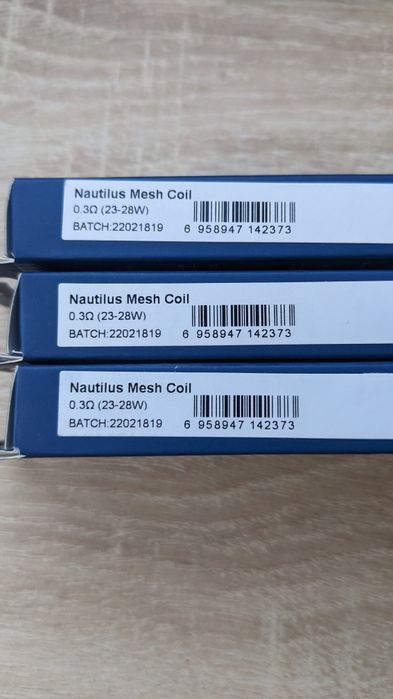 Nautilus Mesh Coil
0.3Ω (23-28W)
BATCH:22021819 6 958947 142373
Nautilus Mesh Coil
0.3Ω (23-28W)
BATCH:22021819 6 958947 142373
Nautilus Mesh Coil
0.3Ω (23-28W)
BATCH:22021819 6 958947 142373